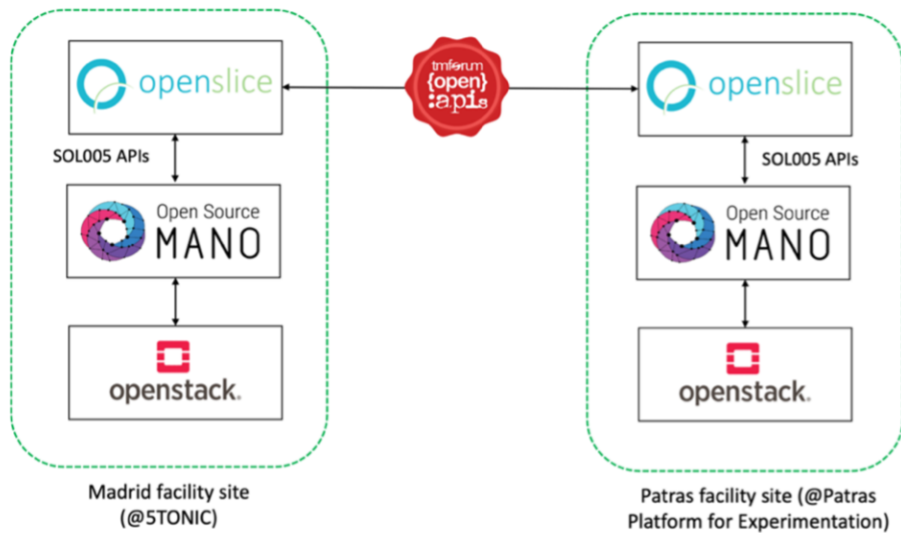 openslice
SOL005 APIs
Open Source
MANO
openstack.
Madrid facility site
(@5TONIC)
tmforum
{open}
:apis
openslice
SOL005 APIs
Open Source
MANO
openstack.
Patras facility site (@Patras
Platform for Experimentation)